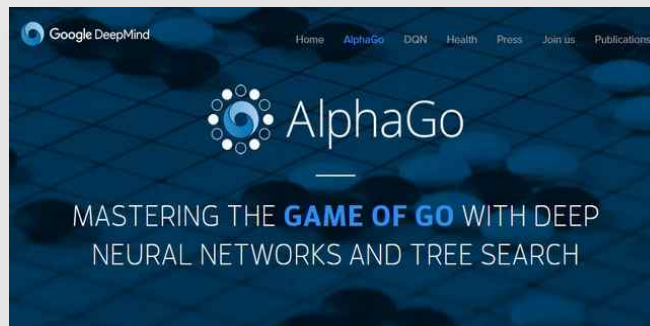 Google DeepMind
Home AlphaGo DQN Health Press Join us Publications
AlphaGo
MASTERING THE GAME OF GO WITH DEEP
NEURAL NETWORKS AND TREE SEARCH